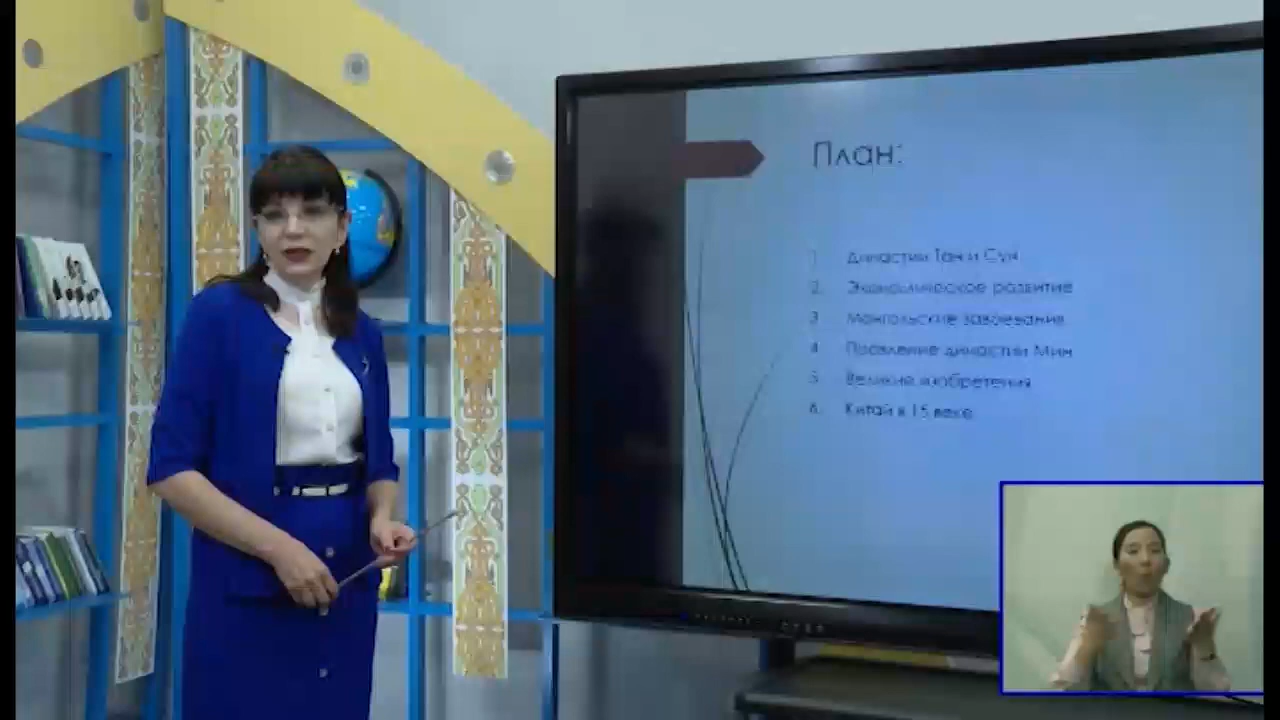 План:
1. Династии Тан и Сун
2. Экономическое развитие
3. Монгольские завоевания
4. Правление династии Мин
5. Великие изобретения
6. Китай в 15 веке